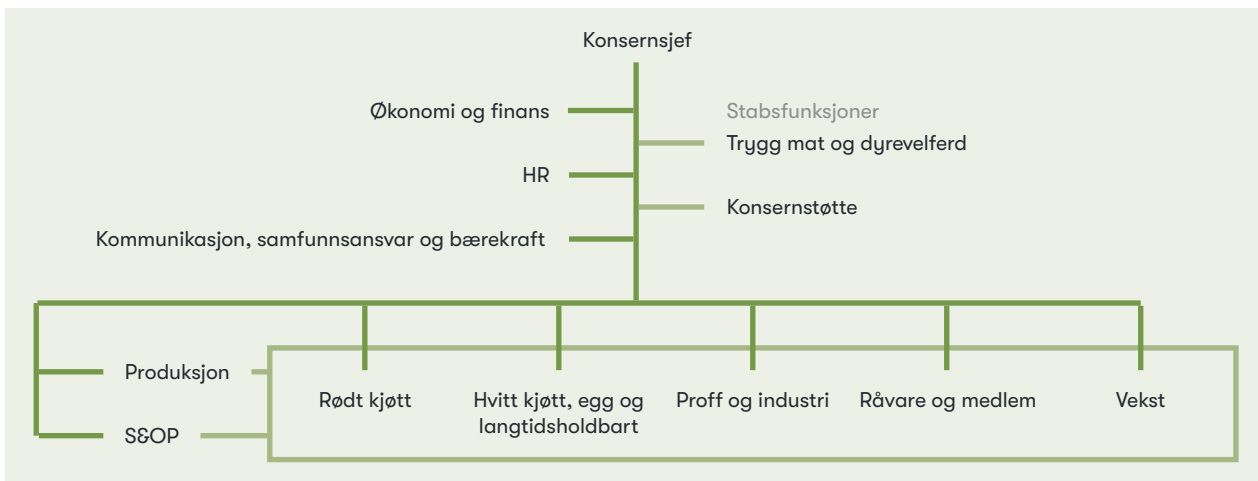 Konsernsjef
Økonomi og finans
Stabsfunksjoner
Trygg mat og dyrevelferd
HR
Konsernstøtte
Kommunikasjon, samfunnsansvar og bærekraft
Produksjon
S&OP
Rødt kjøtt
Hvitt kjøtt, egg og
langtidsholdbart
Proff og industri
Råvare og medlem
Vekst